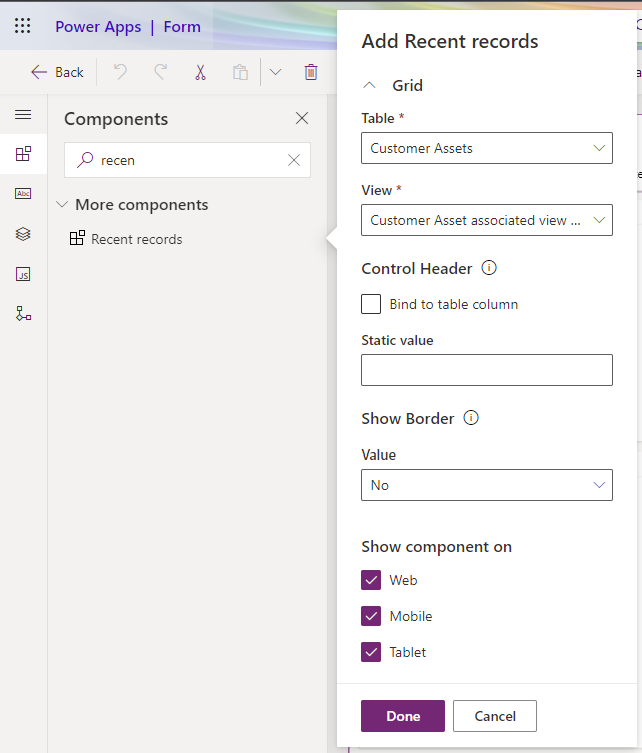 Power Apps | Form
Back
Components
recen
More components
Recent records
Abc
JS
Add Recent records
Grid
Table *
Customer Assets
View *
Customer Asset associated view ...
Control Header
Bind to table column
Static value
Show Border
Value
No
Show component on
Web
Mobile
Tablet
Done
Cancel